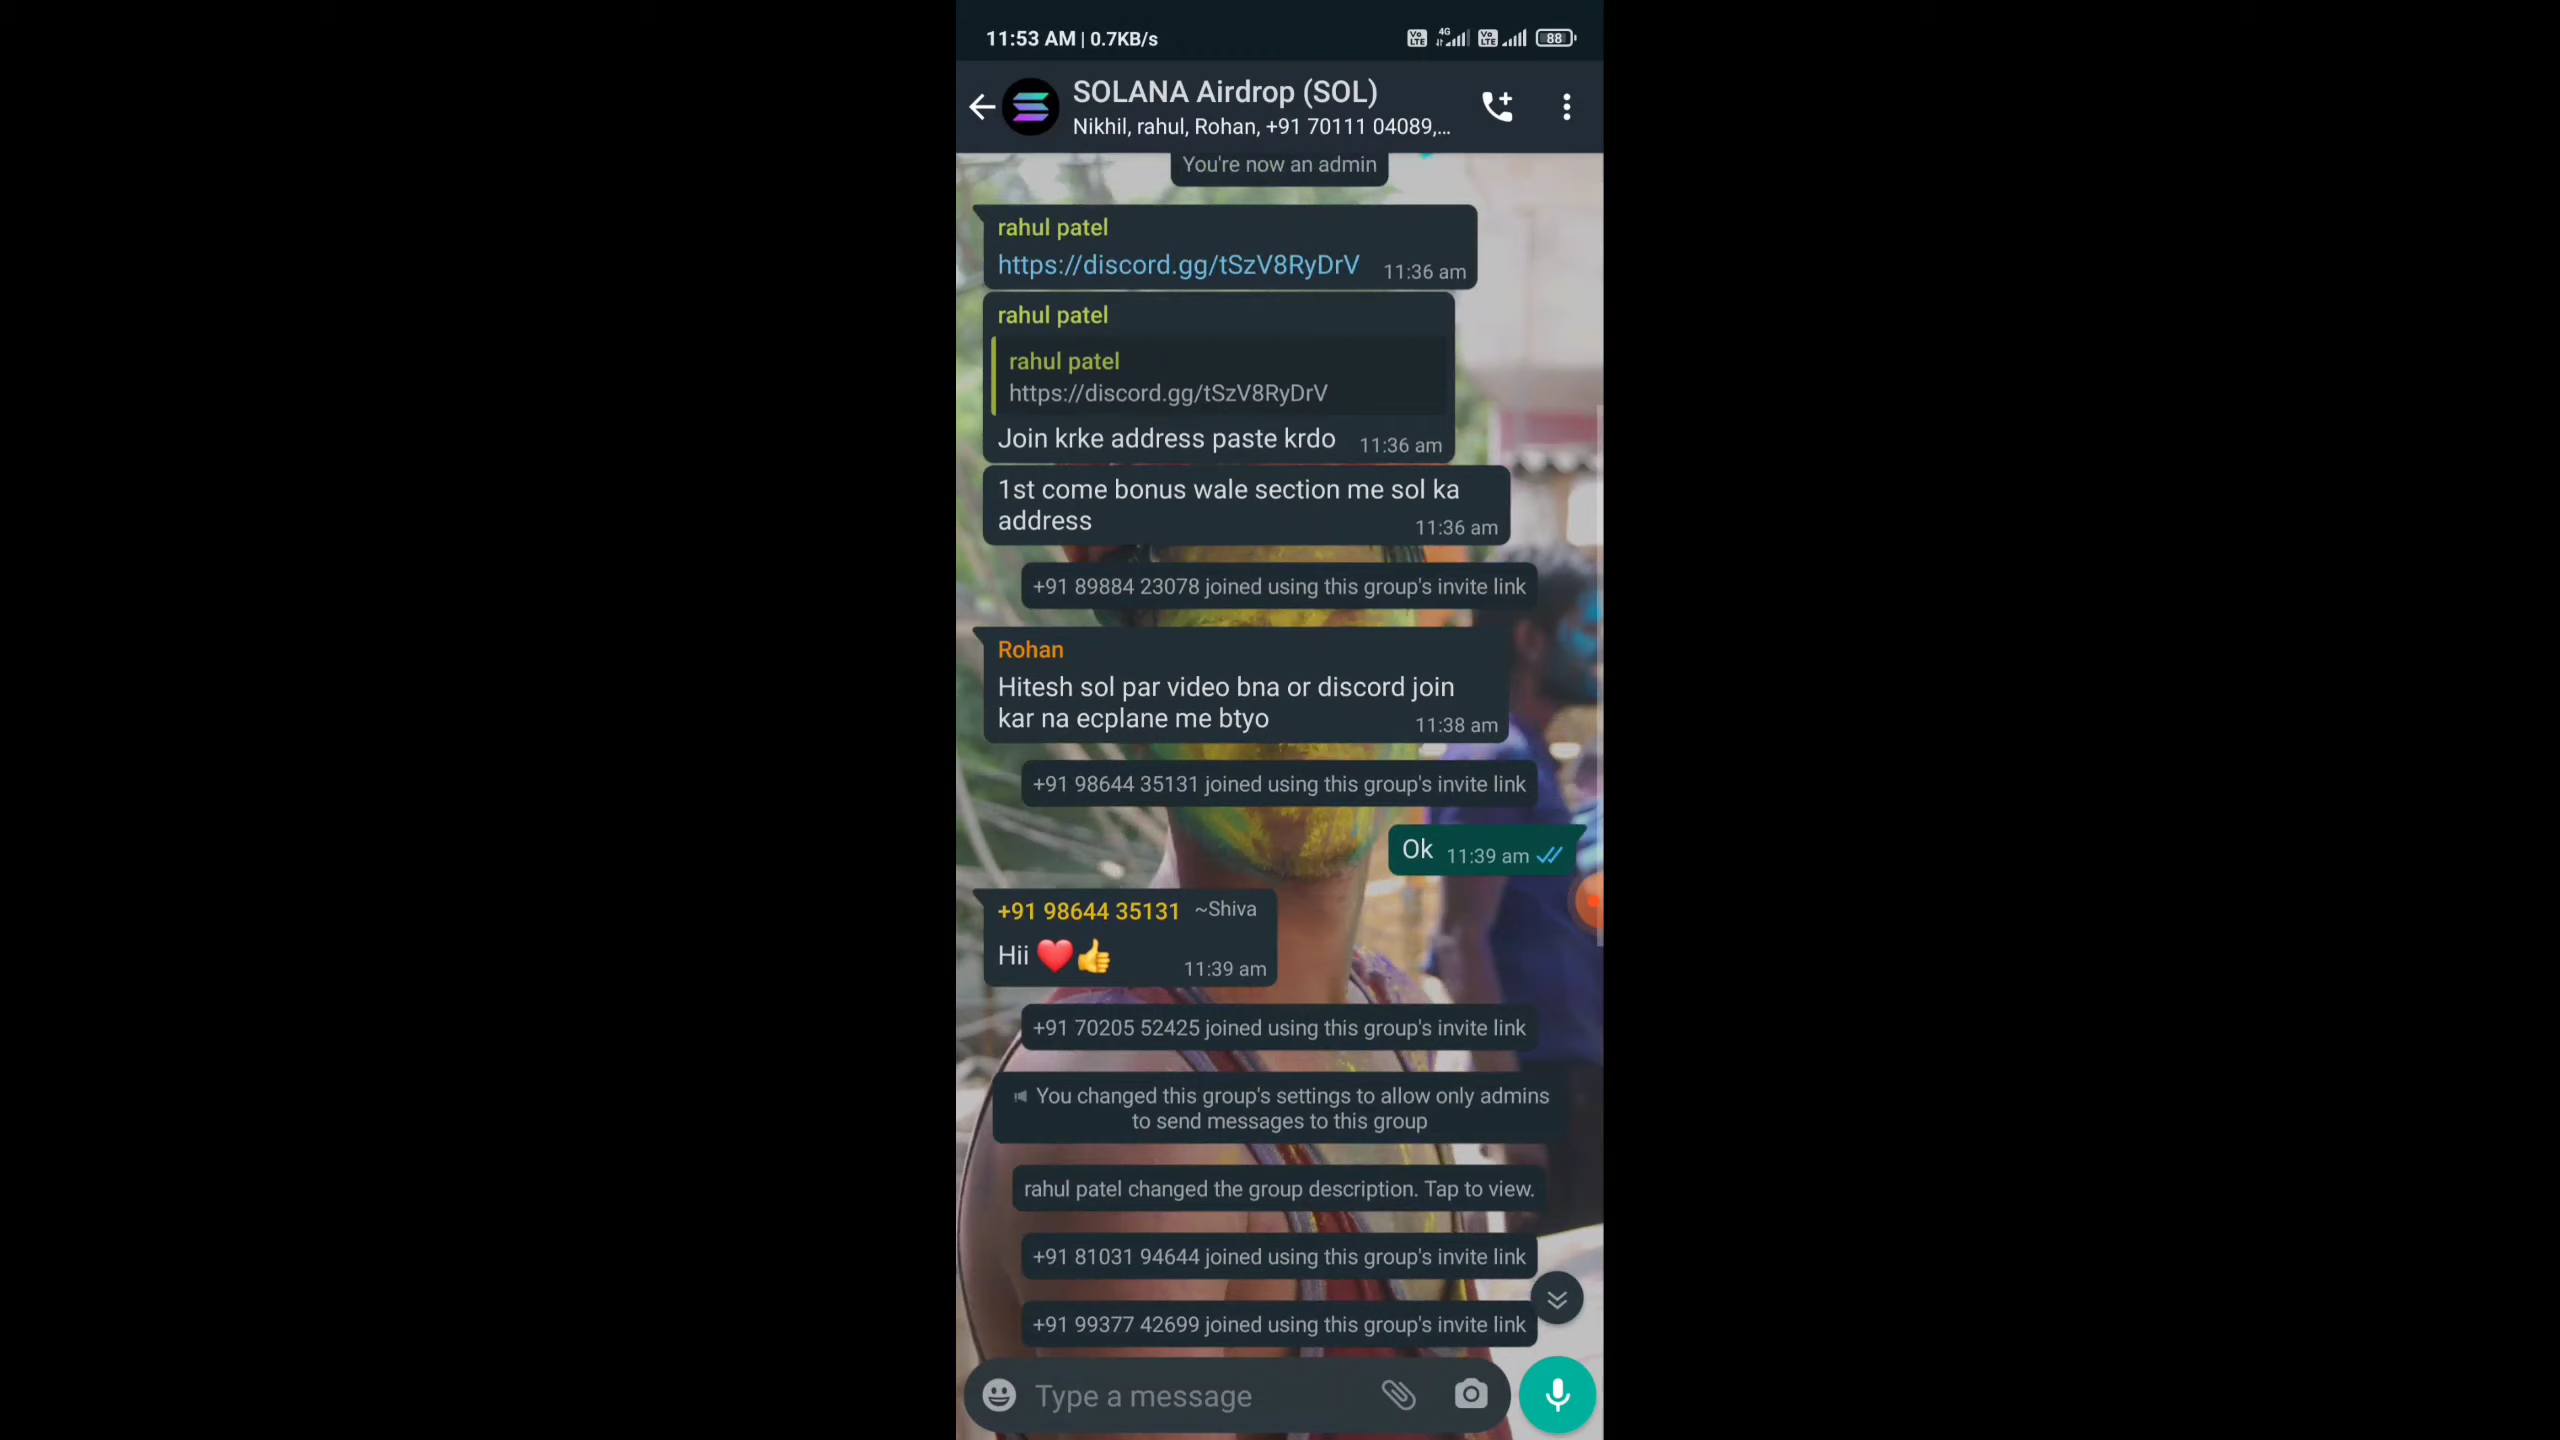 11:53 AM | 0.7KB/s
Vo LTE 4G Vo LTE 88
SOLANA Airdrop (SOL)
Nikhil, rahul, Rohan, +91 70111 04089,...
You're now an admin
rahul patel
https://discord.gg/tSzV8RyDrV 11:36 am
rahul patel
rahul patel
https://discord.gg/tSzV8RyDrV
Join krke address paste krdo 11:36 am
1st come bonus wale section me sol ka
address 11:36 am
+91 89884 23078 joined using this group's invite link
Rohan
Hitesh sol par video bna or discord join
kar na ecplane me btyo 11:38 am
+91 98644 35131 joined using this group's invite link
Ok 11:39 am
+91 98644 35131 ~Shiva
Hii 11:39 am
+91 70205 52425 joined using this group's invite link
You changed this group's settings to allow only admins
to send messages to this group
rahul patel changed the group description. Tap to view.
+91 81031 94644 joined using this group's invite link
+91 99377 42699 joined using this group's invite link
Type a message